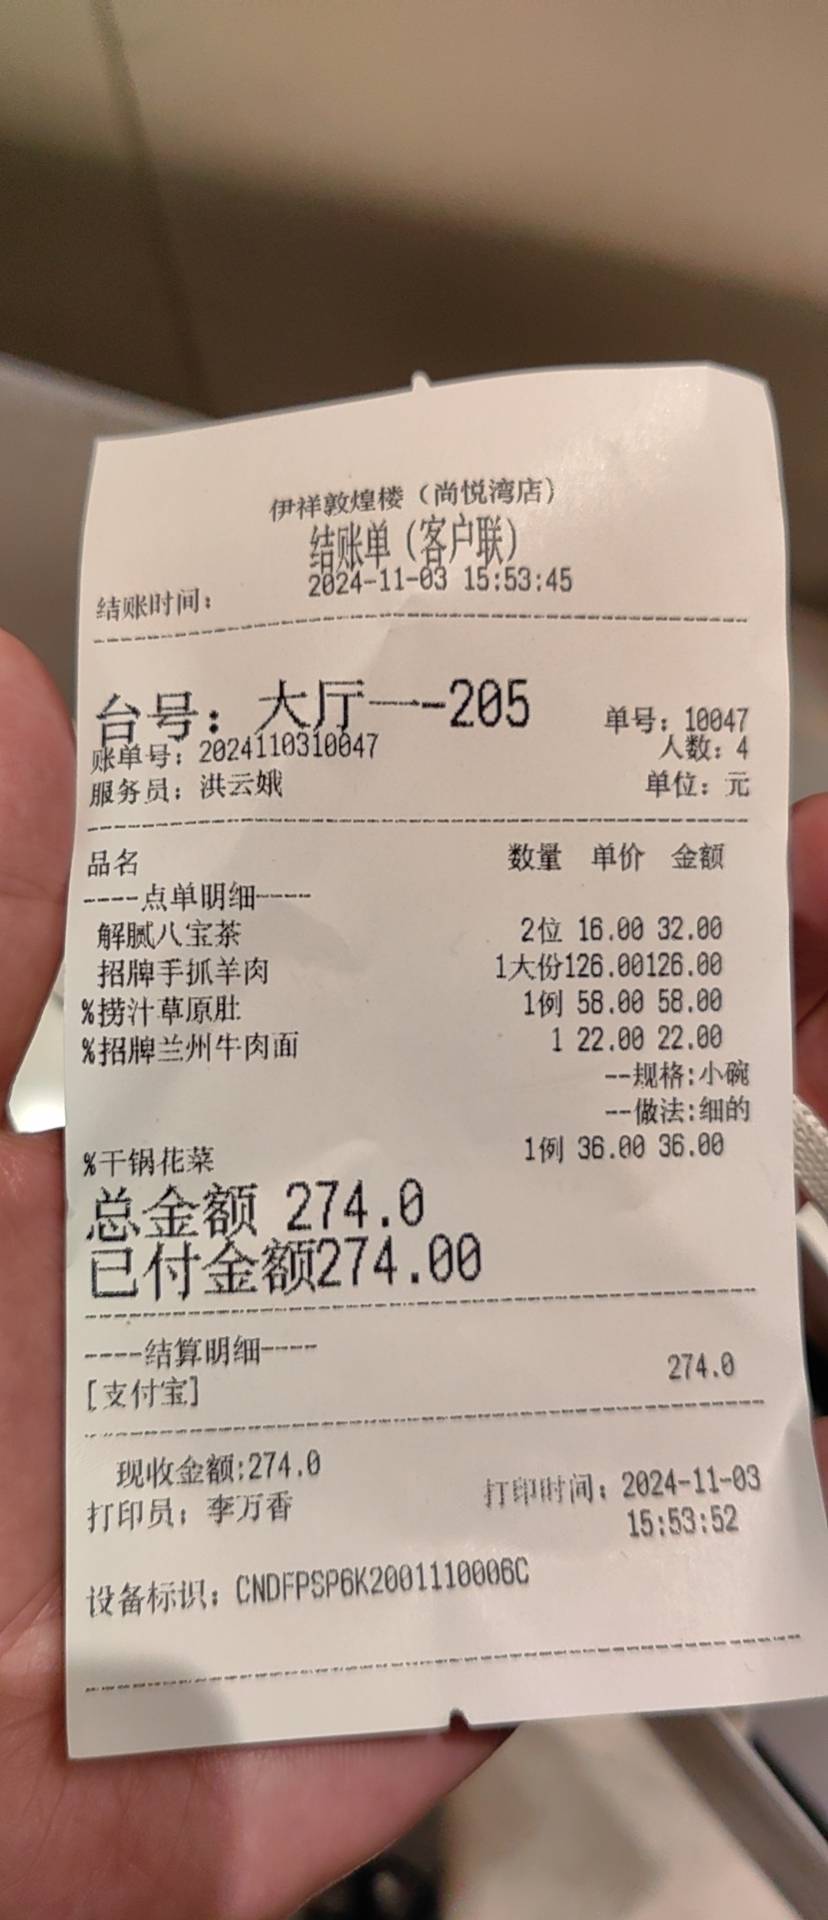 伊祥敦煌楼（尚悦湾店）
结账单（客户联）
结账时间： 2024-11-03 15:53:45
台号：大厅一-205 单号：10047
账单号：2024110310047 人数：4
服务员：洪云娥 单位：元
品名 数量 单价 金额
----点单明细----
解腻八宝茶 2位 16.00 32.00
招牌手抓羊肉 1大份126.00126.00
%捞汁草原肚 1例 58.00 58.00
%招牌兰州牛肉面 1 22.00 22.00
--规格:小碗
--做法:细的
%干锅花菜 1例 36.00 36.00
总金额 274.0
已付金额274.00
----结算明细----
[支付宝] 274.0
现收金额:274.0
打印员：李万香 打印时间：2024-11-03
15:53:52
设备标识：CNDFPSP6K2001110006C